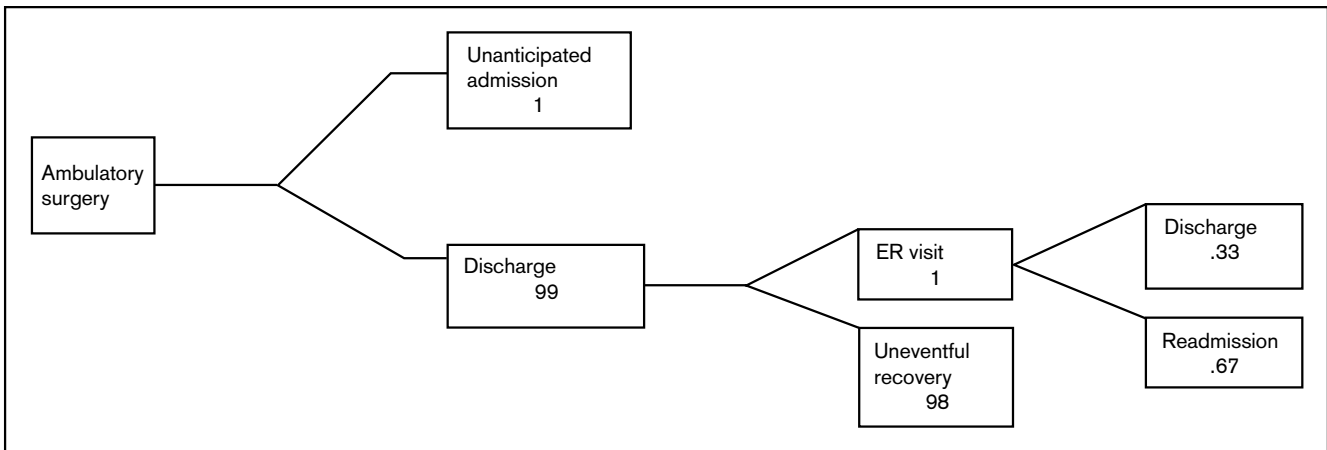 Unanticipated
admission
1
Ambulatory
surgery
Discharge
99
ER visit
1
Uneventful
recovery
98
Discharge
.33
Readmission
.67